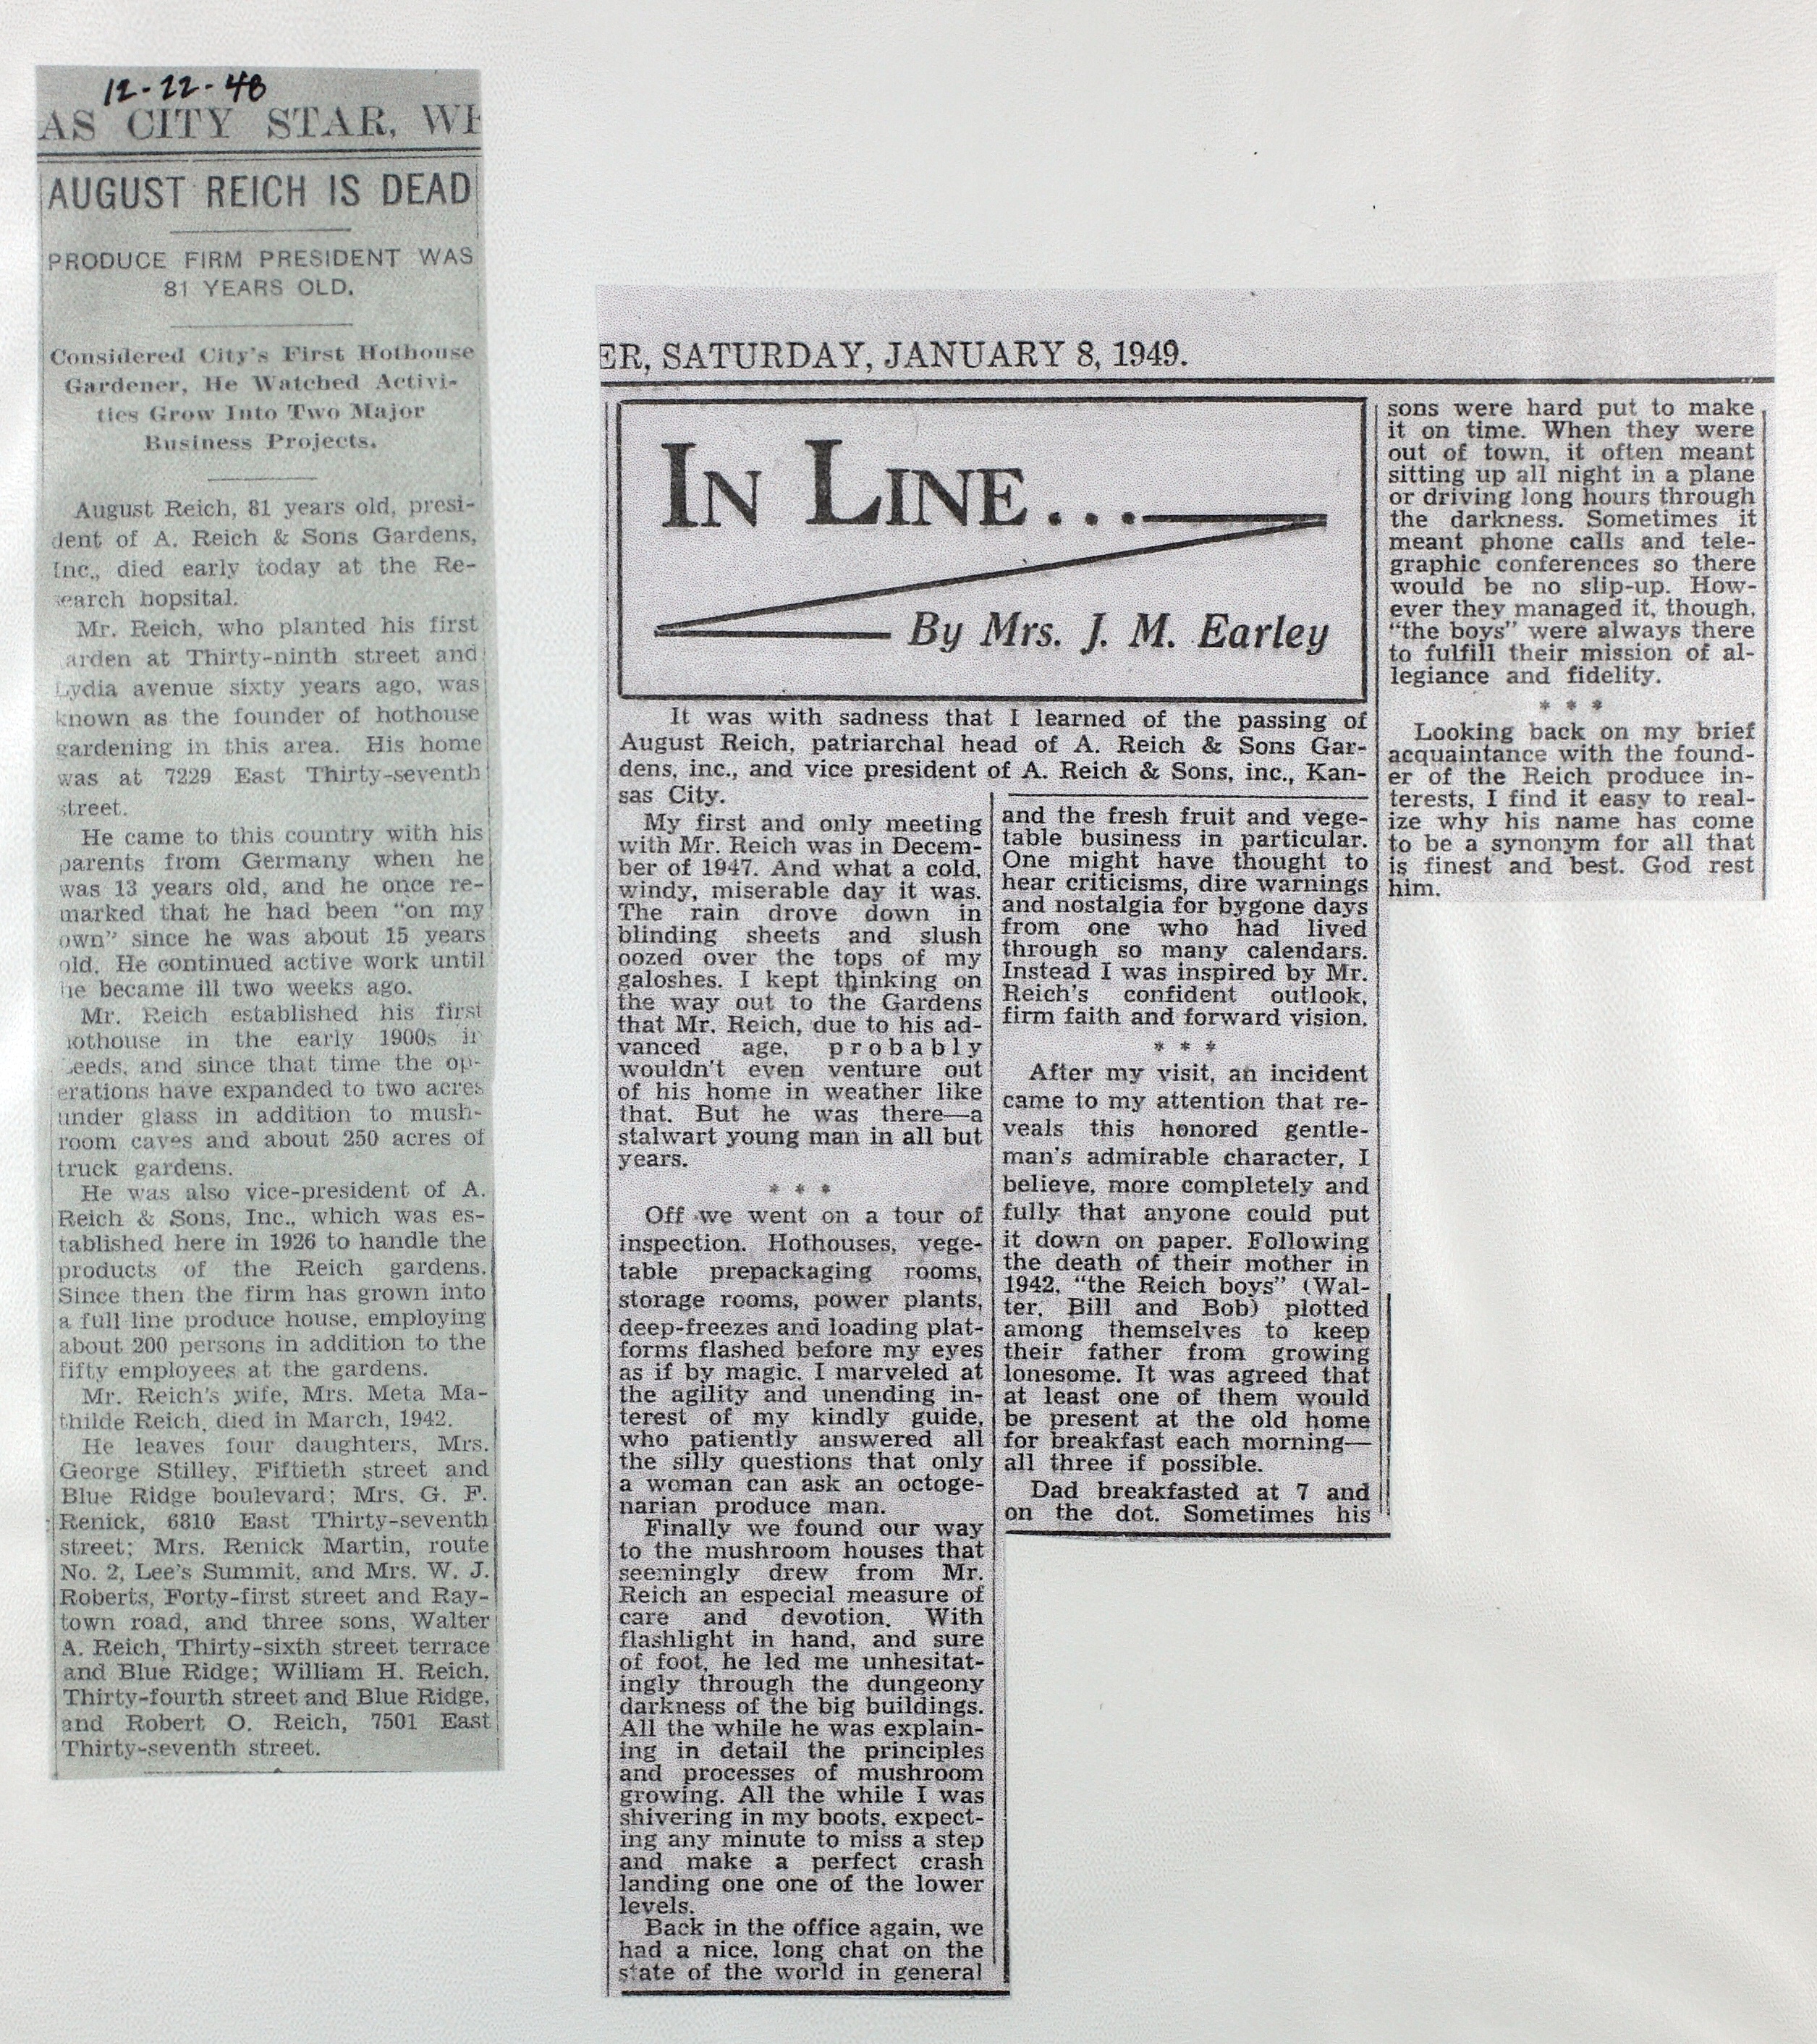 12-22-48
AS CITY STAR, WE
AUGUST REICH IS DEAD
PRODUCE FIRM PRESIDENT WAS
81 YEARS OLD.
Considered City's First Hothouse
Gardener, He Watched Activi-
ties Grow Into Two Major
Business Projects.
August Reich, 81 years old, presi-
dent of A. Reich & Sons Gardens,
Inc., died early today at the Re-
search hopsital.
Mr. Reich, who planted his first
arden at Thirty-ninth street and
Lydia avenue sixty years ago, was
known as the founder of hothouse
gardening in this area. His home
was at 7229 East Thirty-seventh
street.
He came to this country with his
parents from Germany when he
was 13 years old, and he once re-
marked that he had been "on my
own" since he was about 15 years
old. He continued active work until
he became ill two weeks ago.
Mr. Reich established his first
hothouse in the early 1900s in
Leeds, and since that time the op-
erations have expanded to two acres
under glass in addition to mush-
room caves and about 250 acres of
truck gardens.
He was also vice-president of A.
Reich & Sons, Inc., which was es-
tablished here in 1926 to handle the
products of the Reich gardens.
Since then the firm has grown into
a full line produce house, employing
about 200 persons in addition to the
fifty employees at the gardens.
Mr. Reich's wife, Mrs. Meta Ma-
thilde Reich, died in March, 1942.
He leaves four daughters, Mrs.
George Stilley, Fiftieth street and
Blue Ridge boulevard; Mrs. G. F.
Renick, 6810 East Thirty-seventh
street; Mrs. Renick Martin, route
No. 2, Lee's Summit, and Mrs. W. J.
Roberts, Forty-first street and Ray-
town road, and three sons, Walter
A. Reich, Thirty-sixth street terrace
and Blue Ridge; William H. Reich,
Thirty-fourth street and Blue Ridge,
and Robert O. Reich, 7501 East
Thirty-seventh street.
ER, SATURDAY, JANUARY 8, 1949.
IN LINE...
By Mrs. J. M. Earley
It was with sadness that I learned of the passing of
August Reich, patriarchal head of A. Reich & Sons Gar-
dens, inc., and vice president of A. Reich & Sons, inc., Kan-
sas City.
My first and only meeting
with Mr. Reich was in Decem-
ber of 1947. And what a cold,
windy, miserable day it was.
The rain drove down in
blinding sheets and slush
oozed over the tops of my
galoshes. I kept thinking on
the way out to the Gardens
that Mr. Reich, due to his ad-
vanced age, probably
wouldn't even venture out
of his home in weather like
that. But he was there—a
stalwart young man in all but
years.
* * *
Off we went on a tour of
inspection. Hothouses, vege-
table prepackaging rooms,
storage rooms, power plants,
deep-freezes and loading plat-
forms flashed before my eyes
as if by magic. I marveled at
the agility and unending in-
terest of my kindly guide,
who patiently answered all
the silly questions that only
a woman can ask an octoge-
narian produce man.
Finally we found our way
to the mushroom houses that
seemingly drew from Mr.
Reich an especial measure of
care and devotion. With
flashlight in hand, and sure
of foot, he led me unhesitat-
ingly through the dungeony
darkness of the big buildings.
All the while he was explain-
ing in detail the principles
and processes of mushroom
growing. All the while I was
shivering in my boots, expect-
ing any minute to miss a step
and make a perfect crash
landing one one of the lower
levels.
Back in the office again, we
had a nice, long chat on the
state of the world in general
and the fresh fruit and vege-
table business in particular.
One might have thought to
hear criticisms, dire warnings
and nostalgia for bygone days
from one who had lived
through so many calendars.
Instead I was inspired by Mr.
Reich's confident outlook,
firm faith and forward vision.
* * *
After my visit, an incident
came to my attention that re-
veals this honored gentle-
man's admirable character, I
believe, more completely and
fully that anyone could put
it down on paper. Following
the death of their mother in
1942, "the Reich boys" (Wal-
ter, Bill and Bob) plotted
among themselves to keep
their father from growing
lonesome. It was agreed that
at least one of them would
be present at the old home
for breakfast each morning—
all three if possible.
Dad breakfasted at 7 and
on the dot. Sometimes his
sons were hard put to make
it on time. When they were
out of town, it often meant
sitting up all night in a plane
or driving long hours through
the darkness. Sometimes it
meant phone calls and tele-
graphic conferences so there
would be no slip-up. How-
ever they managed it, though,
"the boys" were always there
to fulfill their mission of al-
legiance and fidelity.
* * *
Looking back on my brief
acquaintance with the found-
er of the Reich produce in-
terests, I find it easy to real-
ize why his name has come
to be a synonym for all that
is finest and best. God rest
him.